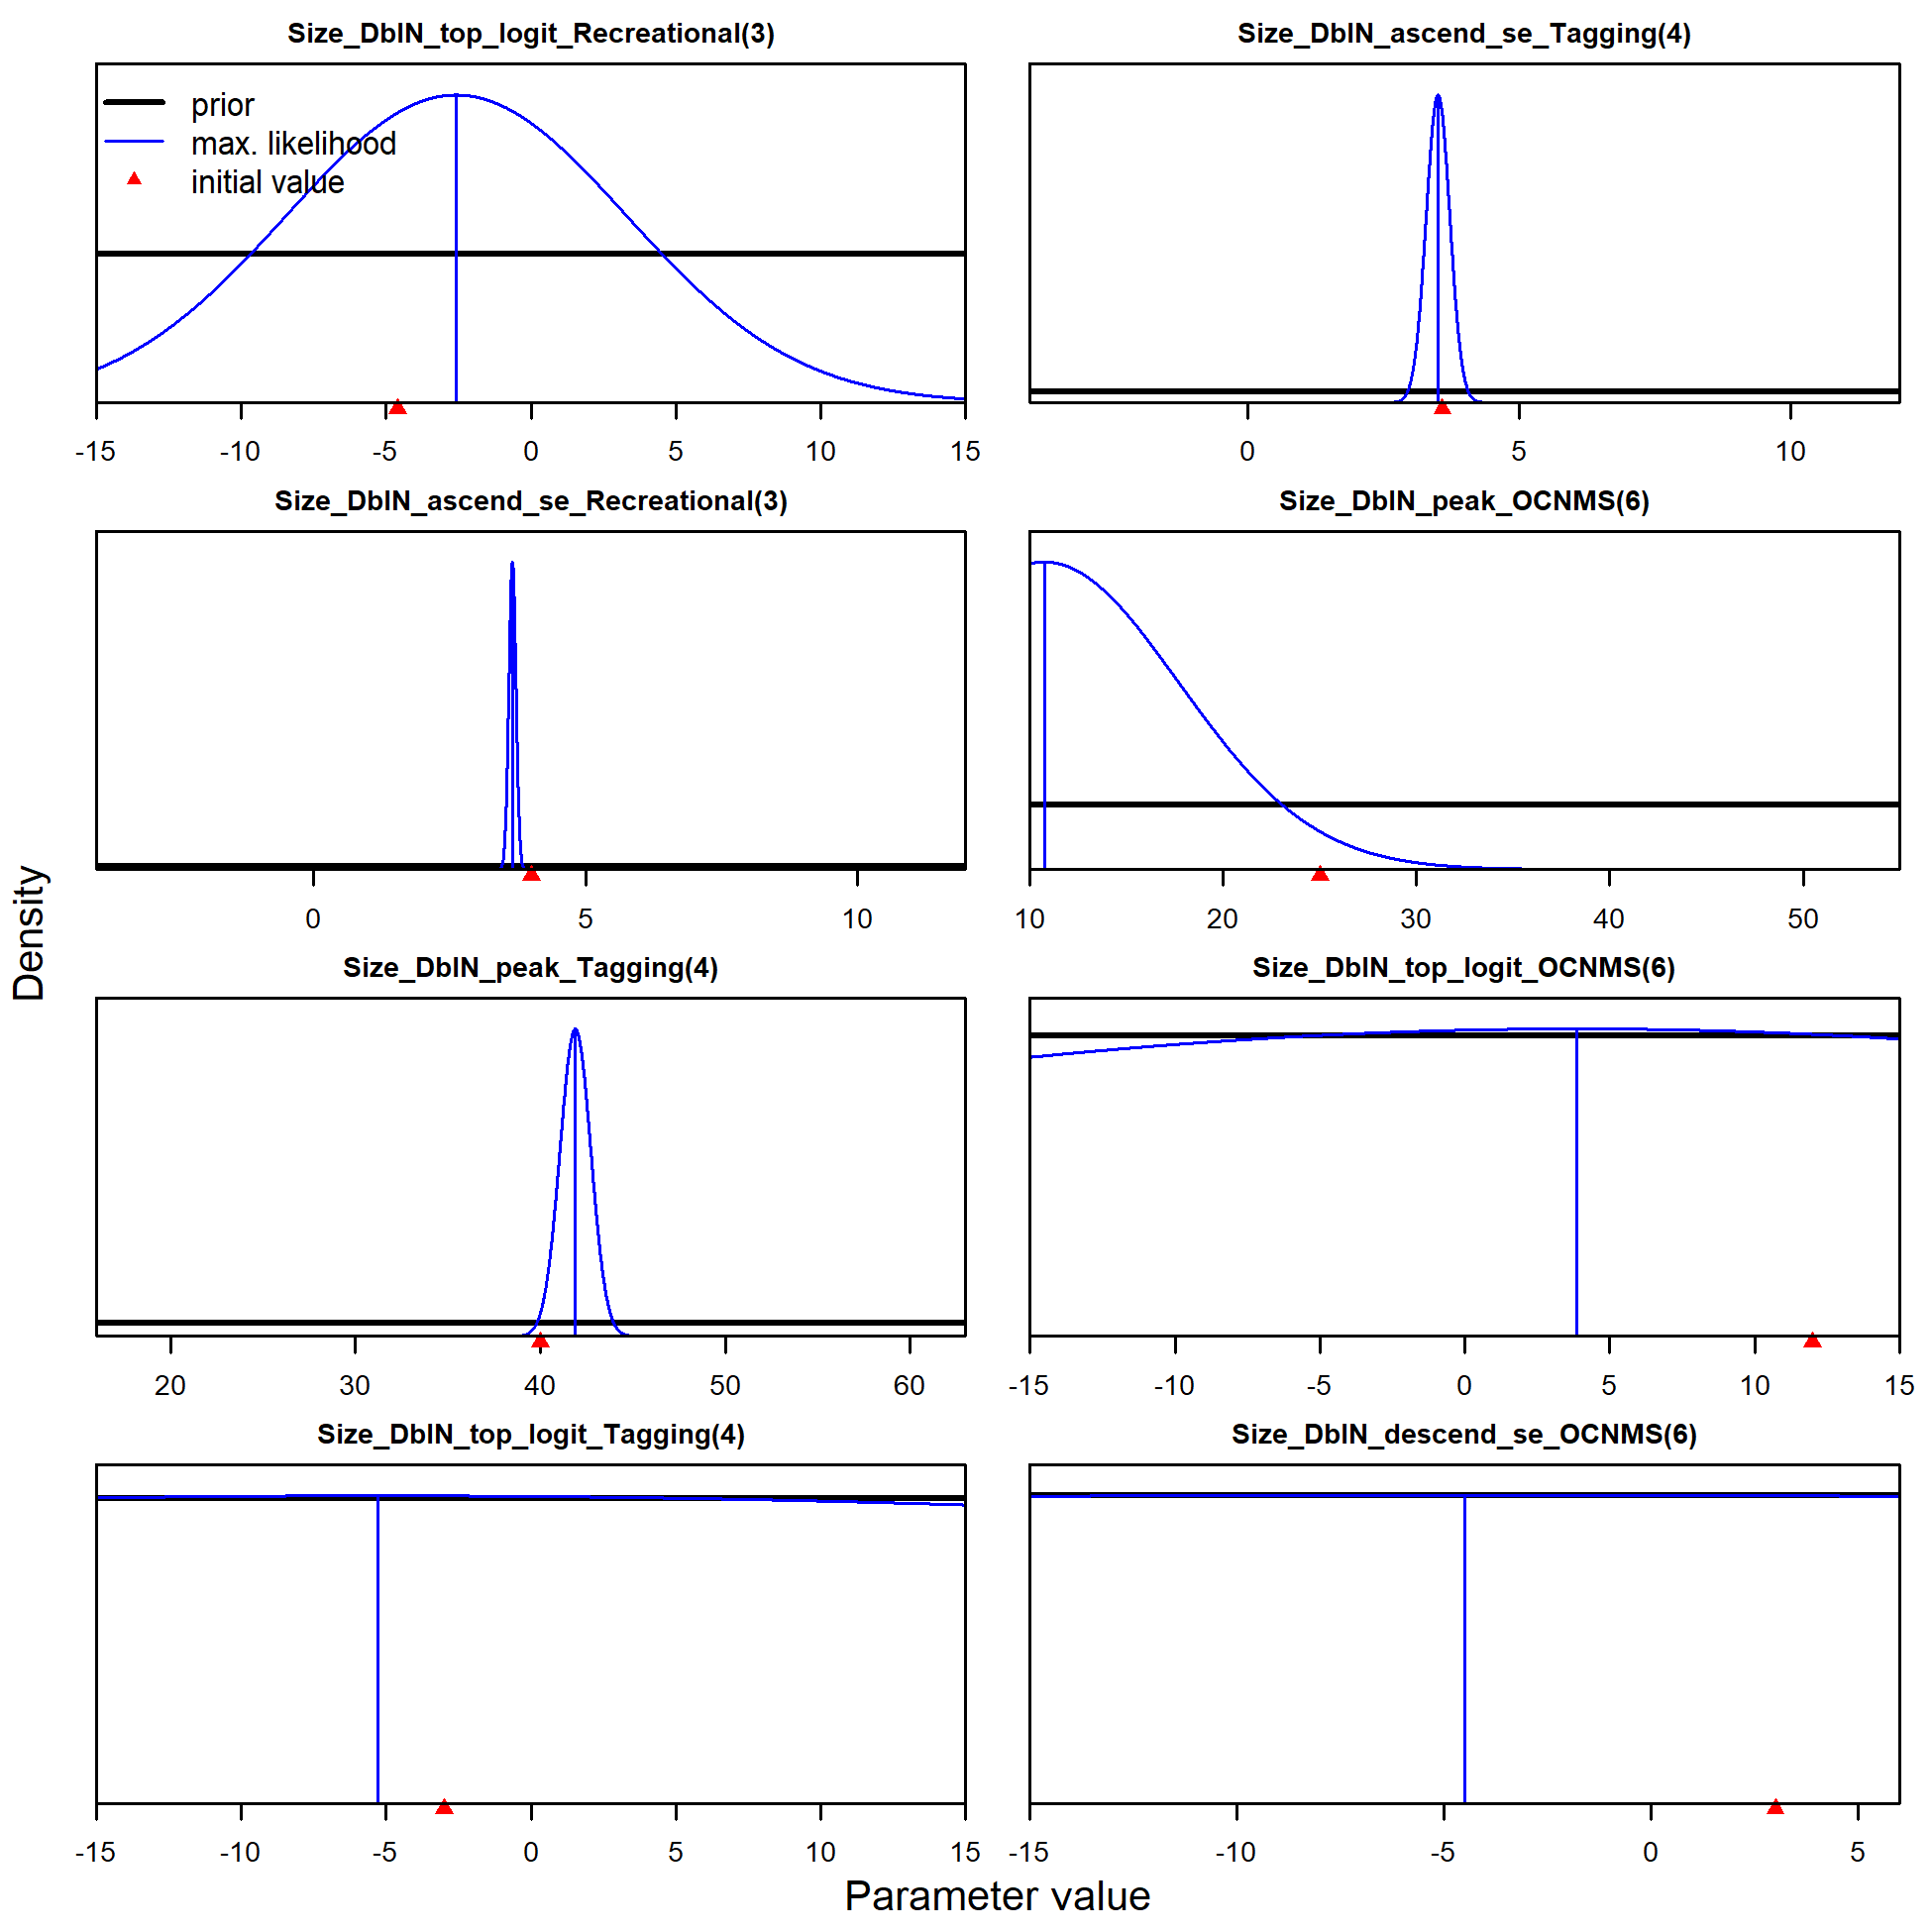 Size_DblN_top_logit_Recreational(3)
prior
max. likelihood
initial value
-15 -10 -5 0 5 10 15
Size_DblN_ascend_se_Tagging(4)
0 5 10
Size_DblN_ascend_se_Recreational(3)
0 5 10
Size_DblN_peak_OCNMS(6)
10 20 30 40 50
Size_DblN_peak_Tagging(4)
20 30 40 50 60
Size_DblN_top_logit_OCNMS(6)
-15 -10 -5 0 5 10 15
Size_DblN_top_logit_Tagging(4)
-15 -10 -5 0 5 10 15
Size_DblN_descend_se_OCNMS(6)
-15 -10 -5 0 5
Density
Parameter value